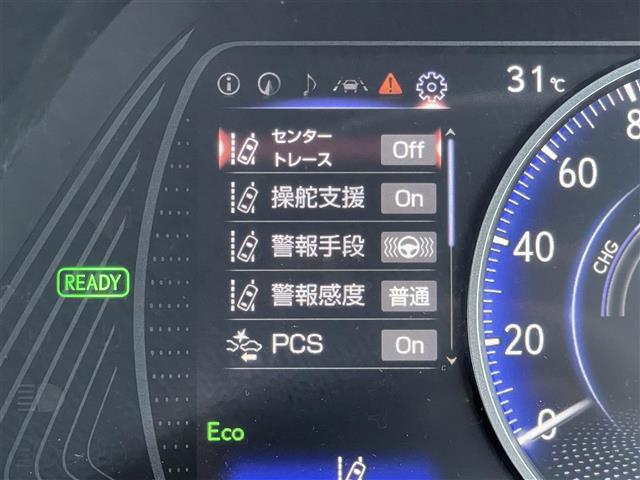 31℃
センター
トレース
Off
操舵支援
On
警報手段
警報感度
普通
PCS
On
READY
Eco
80
60
40
20
0
CHG